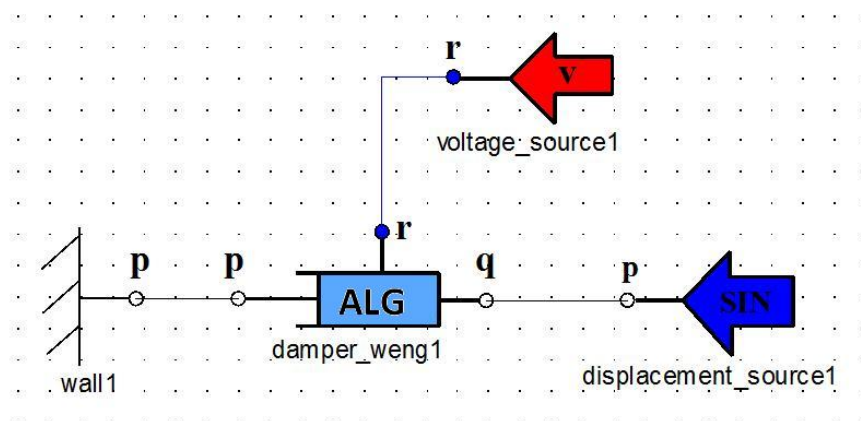 r
v
voltage_source1
r
p
p
q
p
ALG
SIN
damper_weng1
displacement_source1
wall1